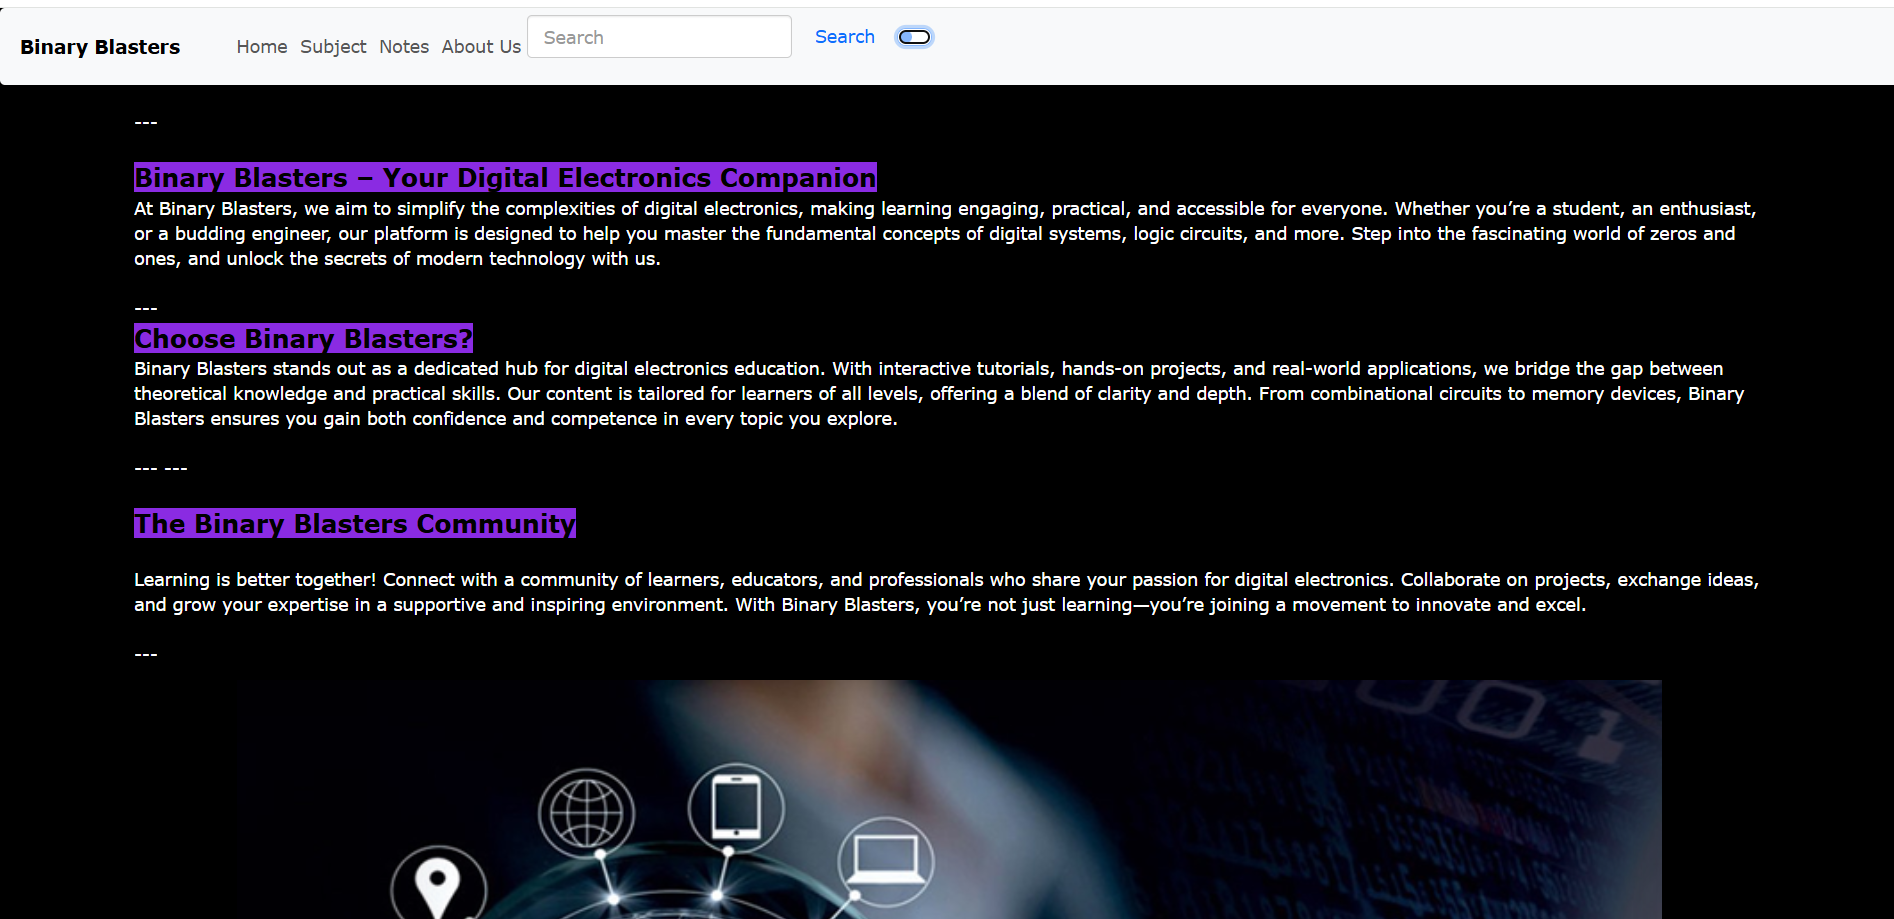 Binary Blasters Home Subject Notes About Us Search Search
---
Binary Blasters – Your Digital Electronics Companion
At Binary Blasters, we aim to simplify the complexities of digital electronics, making learning engaging, practical, and accessible for everyone. Whether you’re a student, an enthusiast,
or a budding engineer, our platform is designed to help you master the fundamental concepts of digital systems, logic circuits, and more. Step into the fascinating world of zeros and
ones, and unlock the secrets of modern technology with us.
---
Choose Binary Blasters?
Binary Blasters stands out as a dedicated hub for digital electronics education. With interactive tutorials, hands-on projects, and real-world applications, we bridge the gap between
theoretical knowledge and practical skills. Our content is tailored for learners of all levels, offering a blend of clarity and depth. From combinational circuits to memory devices, Binary
Blasters ensures you gain both confidence and competence in every topic you explore.
--- ---
The Binary Blasters Community
Learning is better together! Connect with a community of learners, educators, and professionals who share your passion for digital electronics. Collaborate on projects, exchange ideas,
and grow your expertise in a supportive and inspiring environment. With Binary Blasters, you’re not just learning—you’re joining a movement to innovate and excel.
---
001